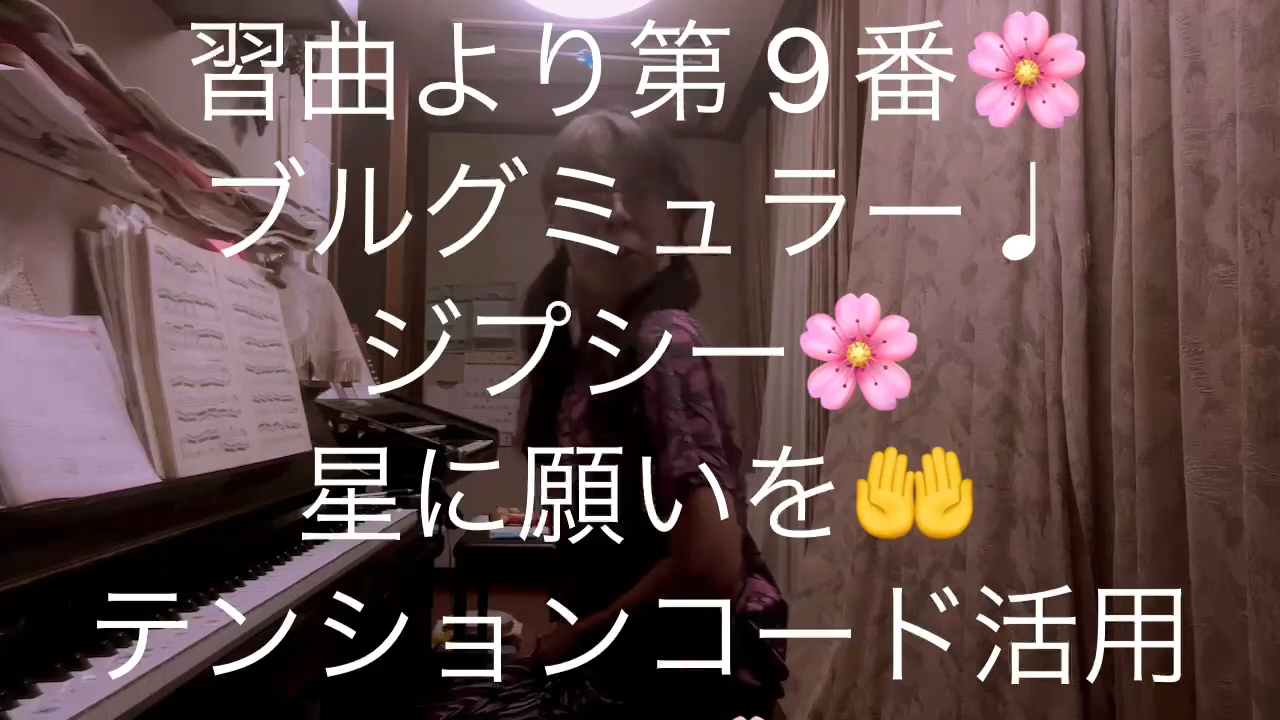 習曲より第9番🌸
ブルグミュラー♩
ジプシー🌸
星に願いを🤲
テンションコード活用